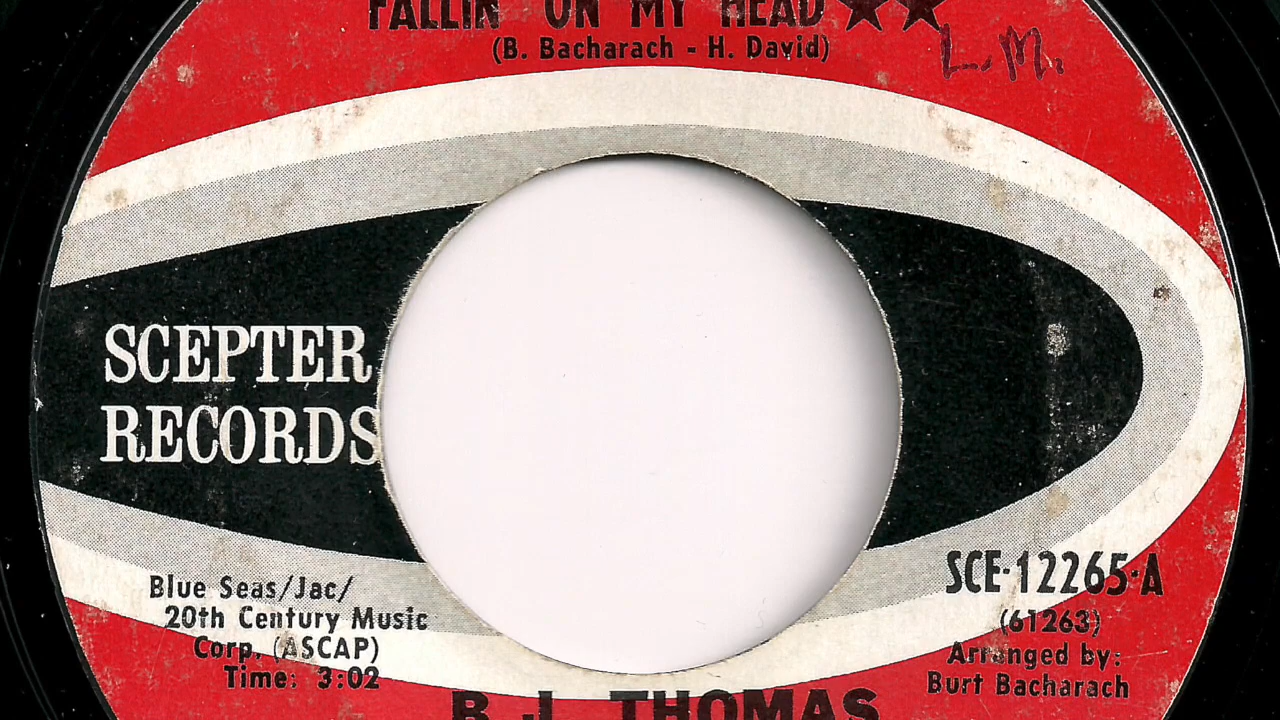 FALLIN' ON MY HEAD ★★
(B. Bacharach - H. David)
L.M.
SCEPTER
RECORDS
Blue Seas/Jac/
20th Century Music
Corp. (ASCAP)
Time: 3:02
SCE-12265-A
(61263)
Arranged by:
Burt Bacharach
B.J. THOMAS